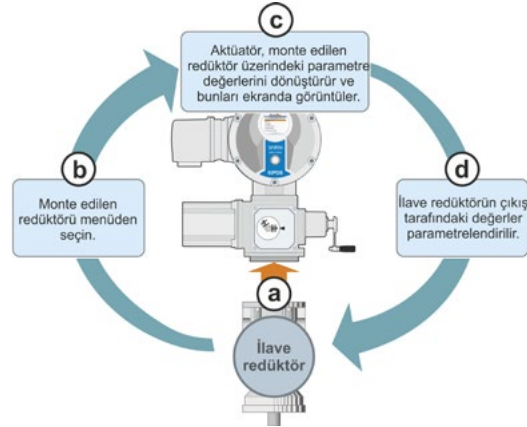 c
Aktüatör, monte edilen
redüktör üzerindeki parametre
değerlerini dönüştürür ve
bunları ekranda görüntüler.
b
Monte edilen
redüktörü menüden
seçin.
d
İlave redüktörün çıkış
tarafındaki değerler
parametrelendirilir.
SIPOS
a
İlave
redüktör